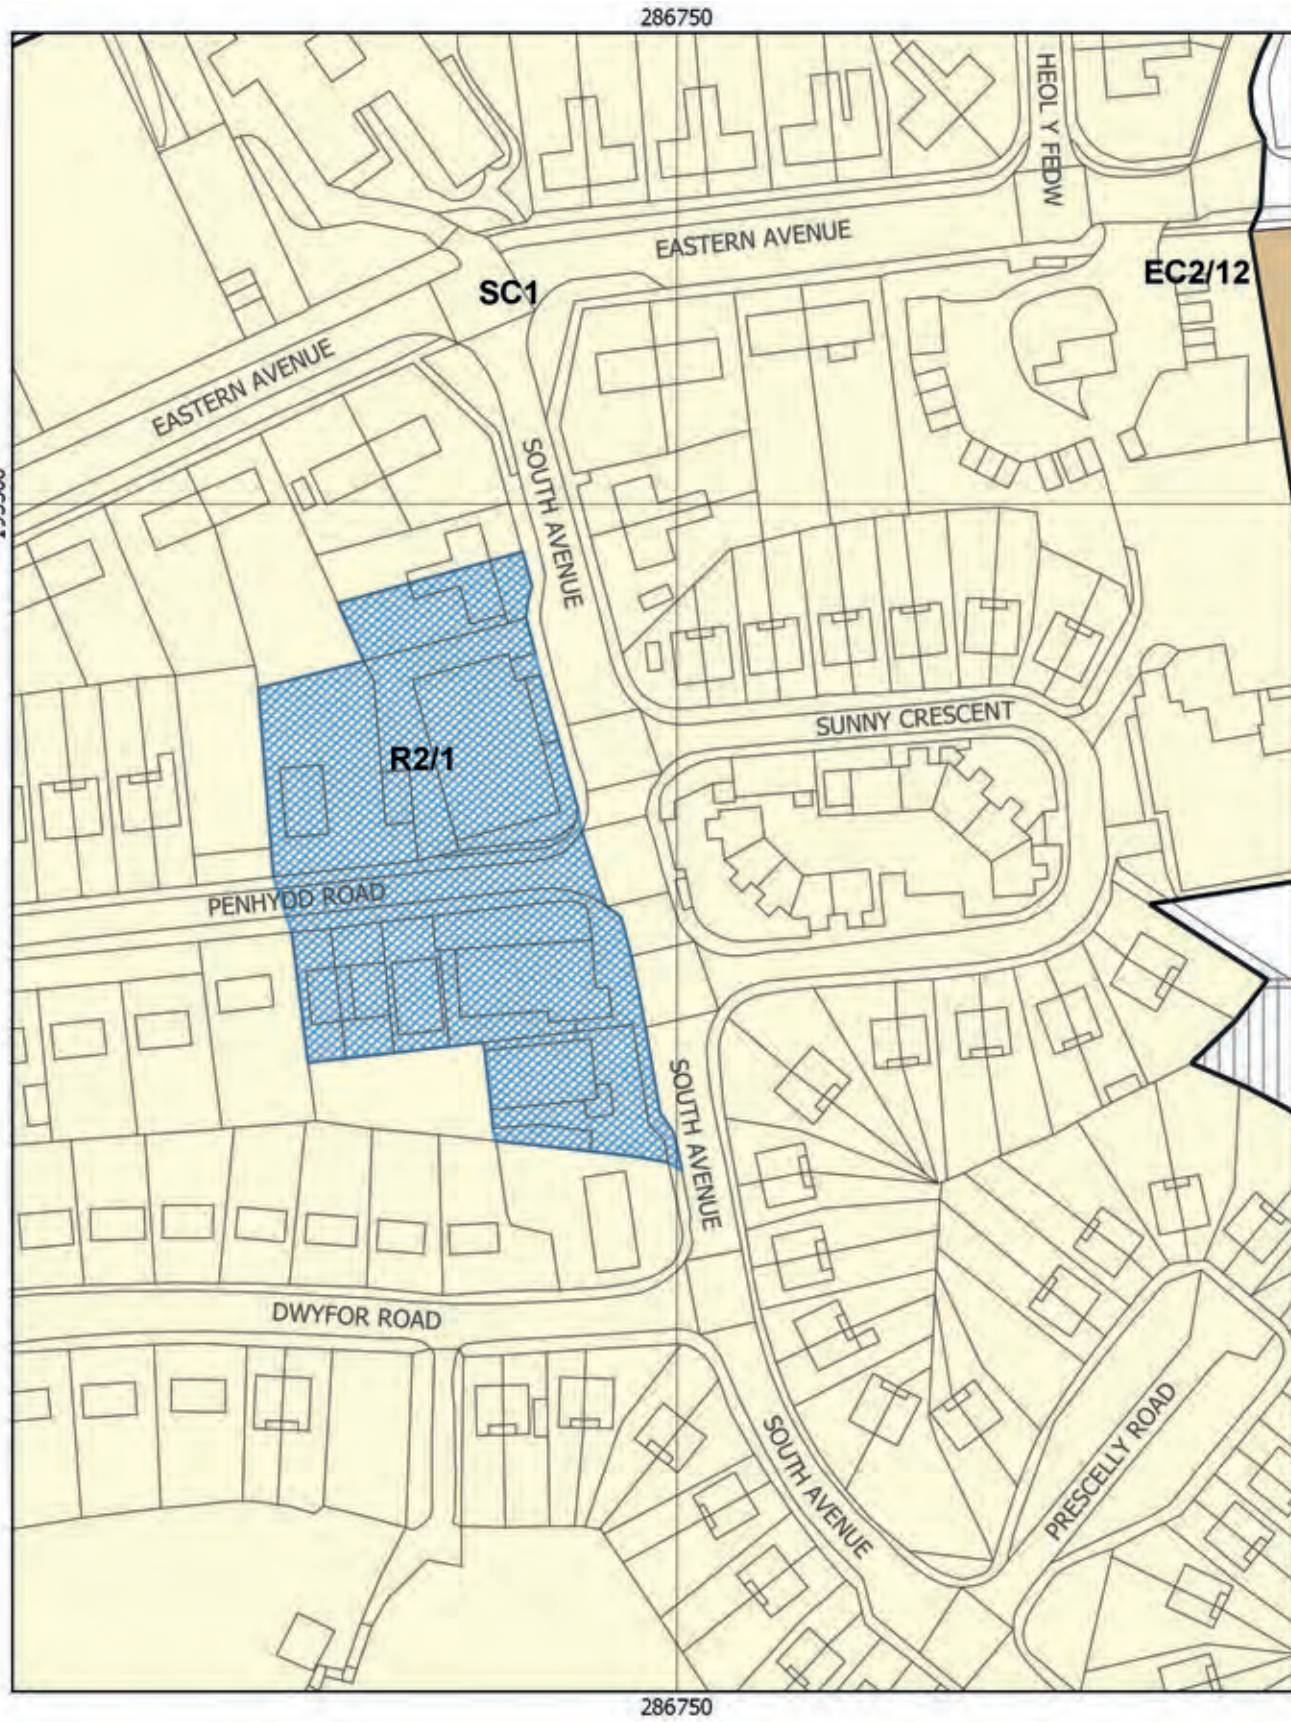 286750
HEOL Y FEDW
EASTERN AVENUE
EC2/12
SC1
EASTERN AVENUE
SOUTH AVENUE
SUNNY CRESCENT
R2/1
PENHYDD ROAD
SOUTH AVENUE
DWYFOR ROAD
SOUTH AVENUE
PRESCELLY ROAD
286750